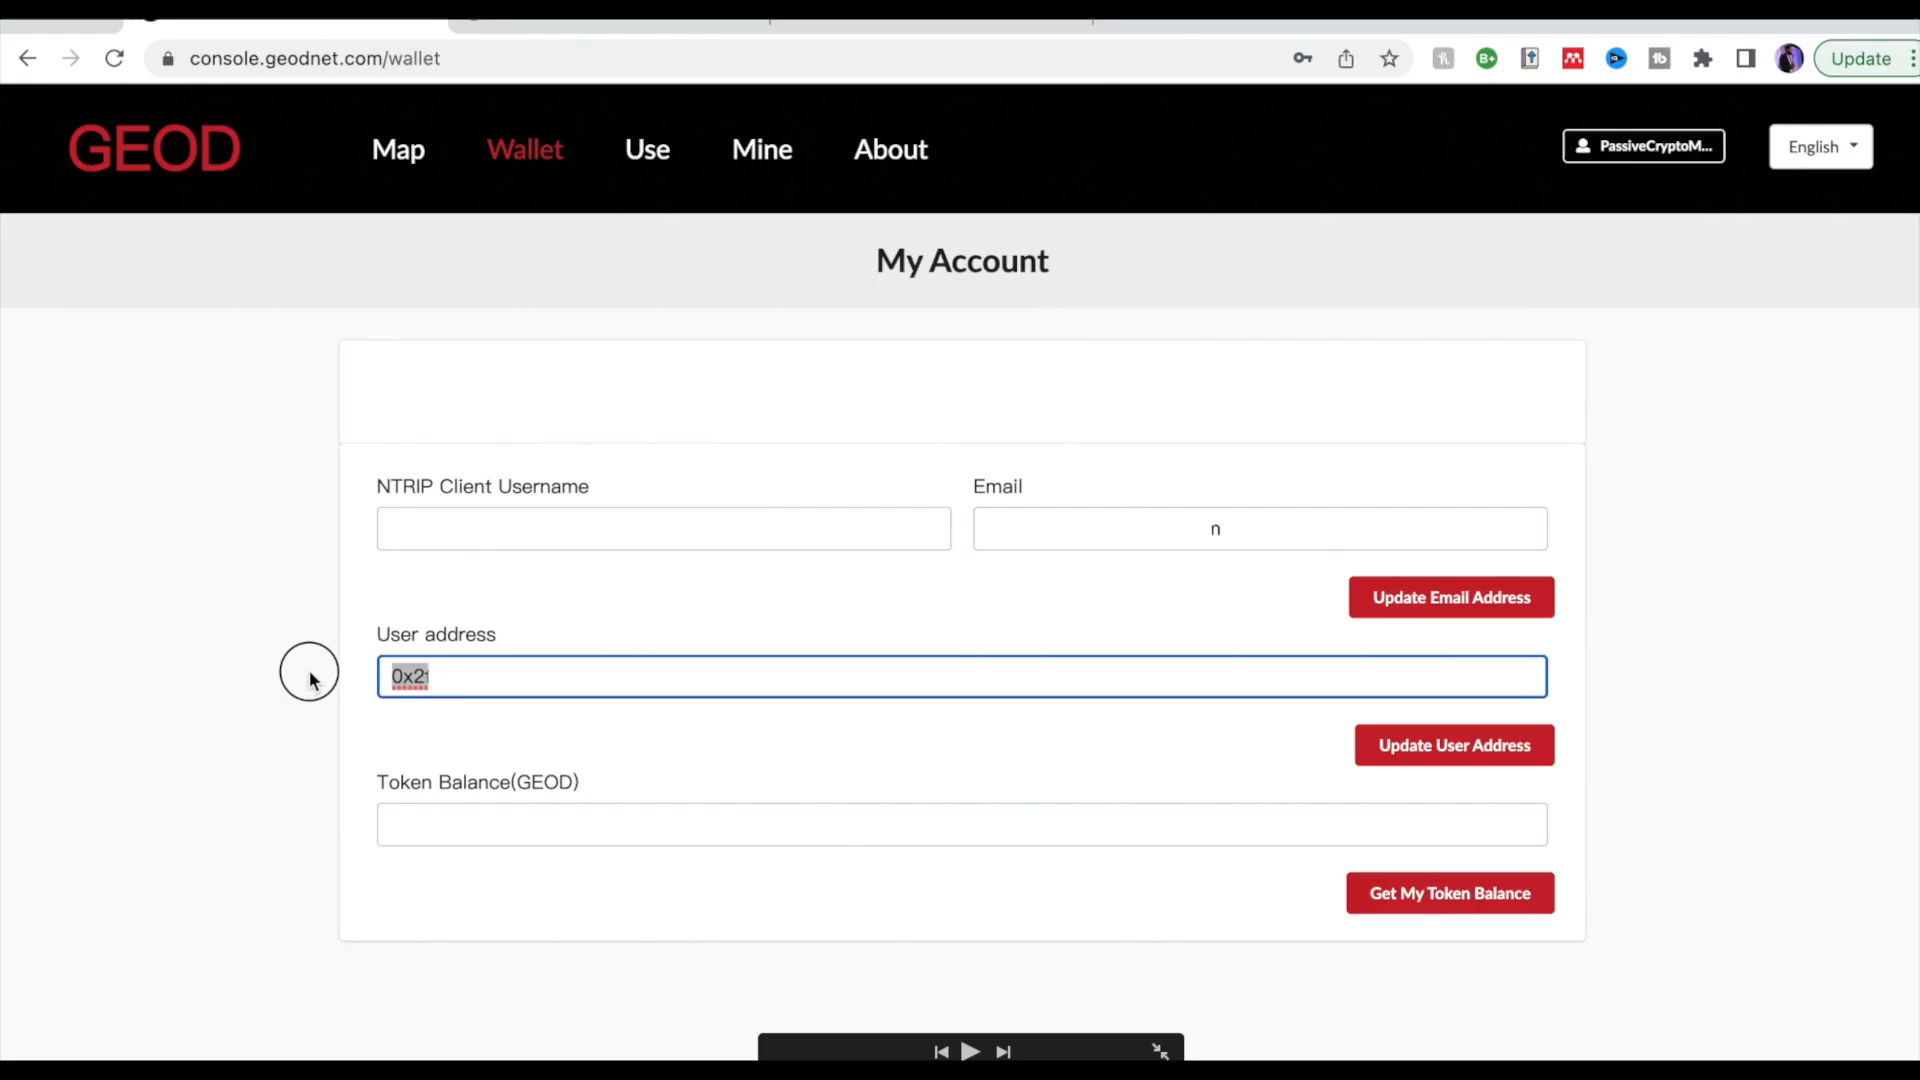 console.geodnet.com/wallet
Update
GEOD
Map
Wallet
Use
Mine
About
PassiveCryptoM...
English
My Account
NTRIP Client Username
Email
n
Update Email Address
User address
0x2
Update User Address
Token Balance(GEOD)
Get My Token Balance